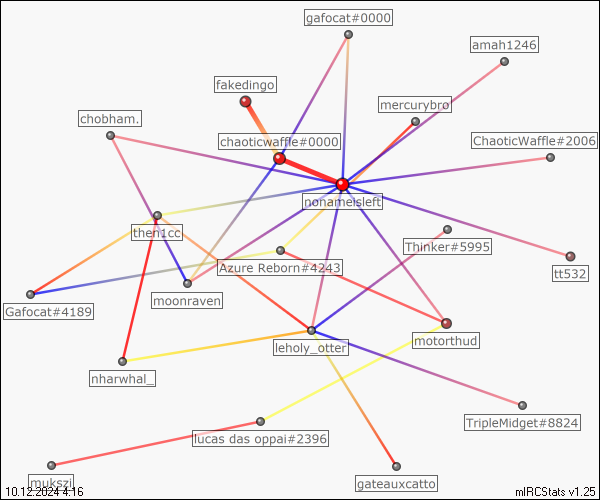 gafocat#0000
amah1246
fakedingo
mercurybrø
chobham.
chaoticwaffle#0000
ChaoticWaffle#2006
nonameisleft
then1cc
Thinker#5995
Azure Reborn#4243
tt532
moonraven
Gafocat#4189
motorthud
leholy_otter
nharwhal_
TripleMidget#8824
lucas das oppai#2396
mukszi
gateauxcatto
10.12.2024 4.16
mIRCStats v1.25